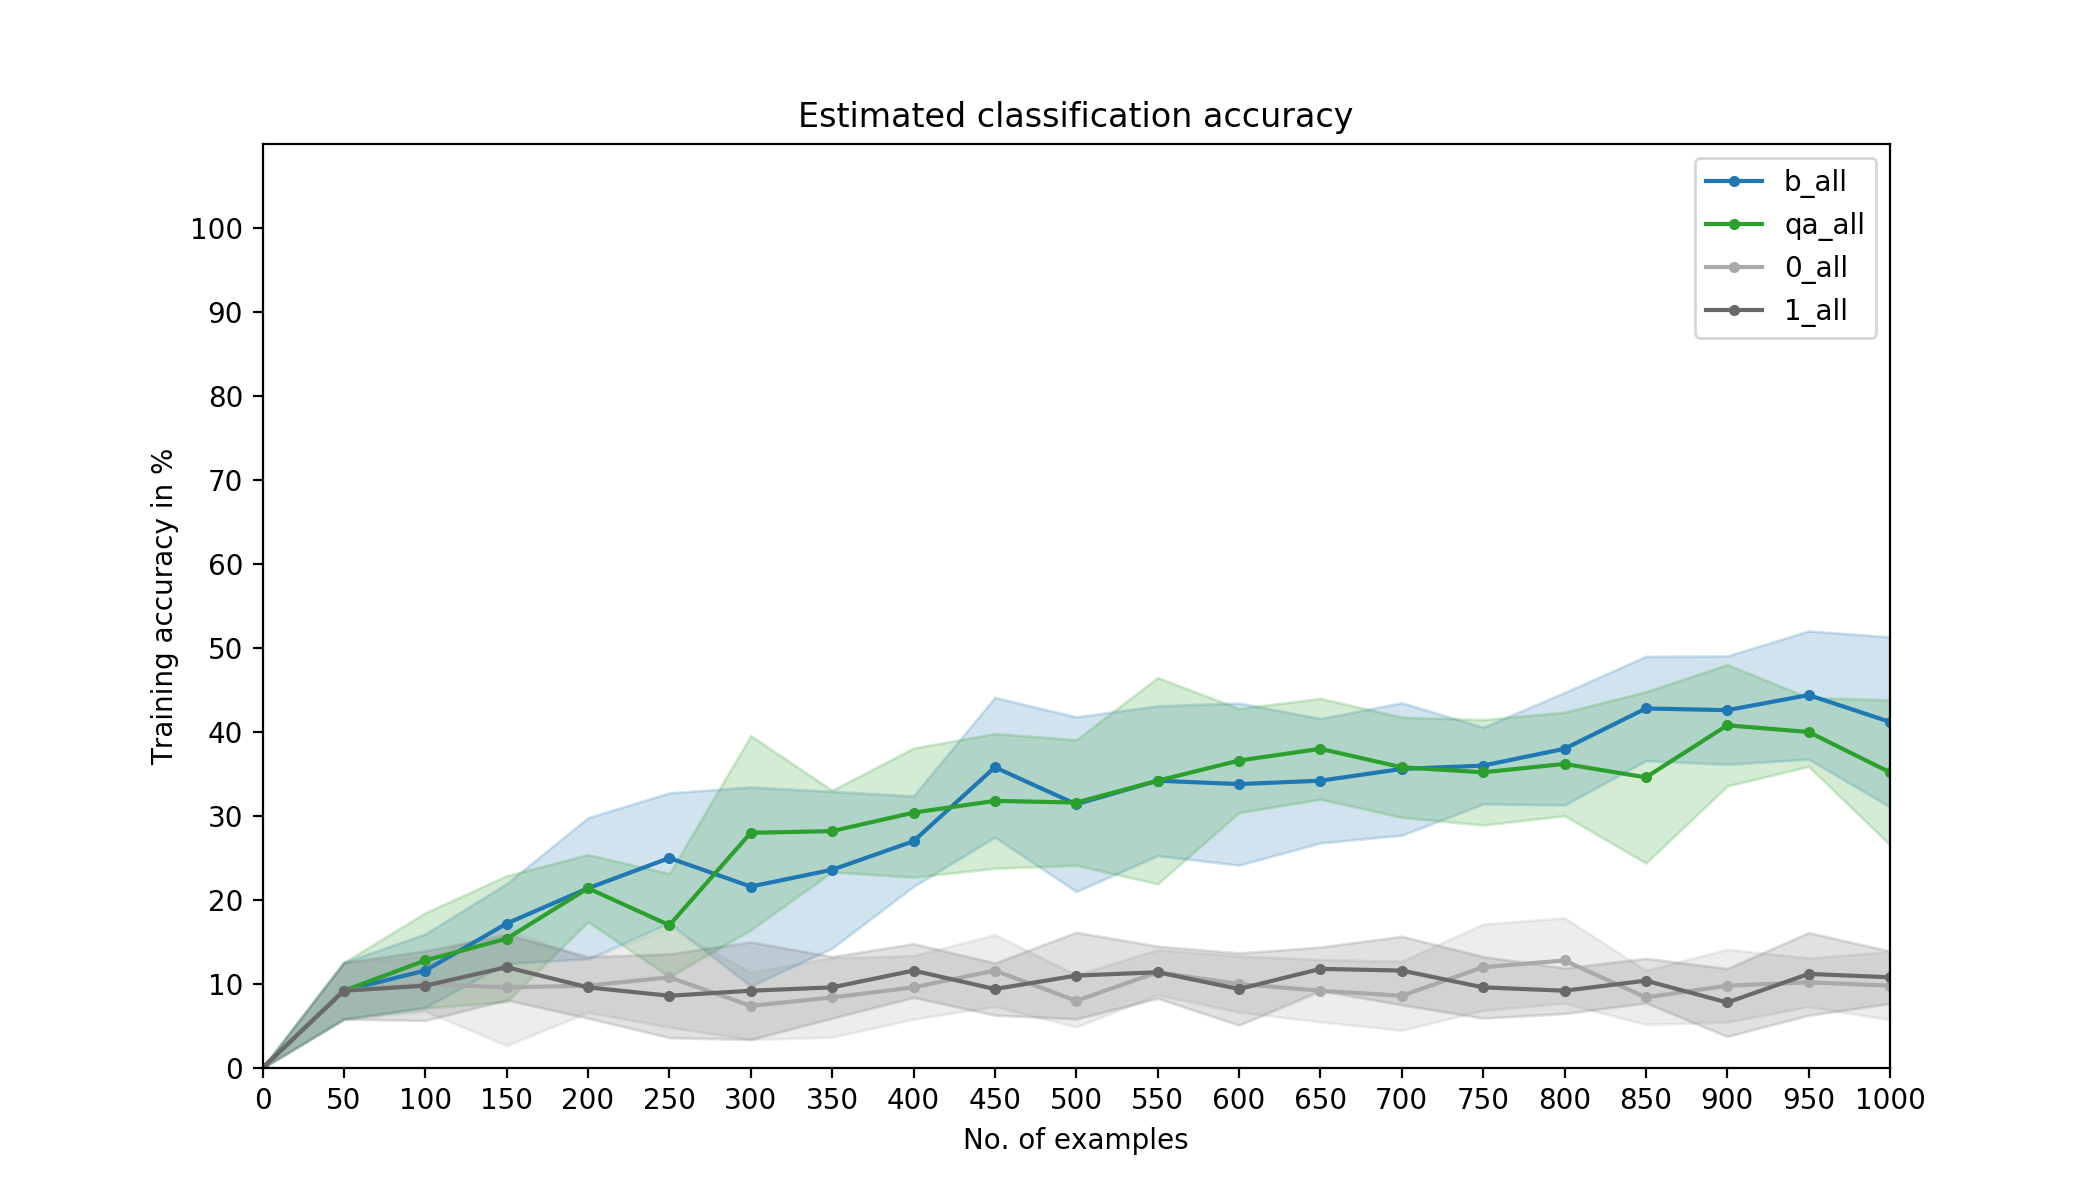 Estimated classification accuracy
b_all
qa_all
0_all
1_all
100
90
80
70
60
50
40
30
20
10
0
Training accuracy in %
0 50 100 150 200 250 300 350 400 450 500 550 600 650 700 750 800 850 900 950 1000
No. of examples